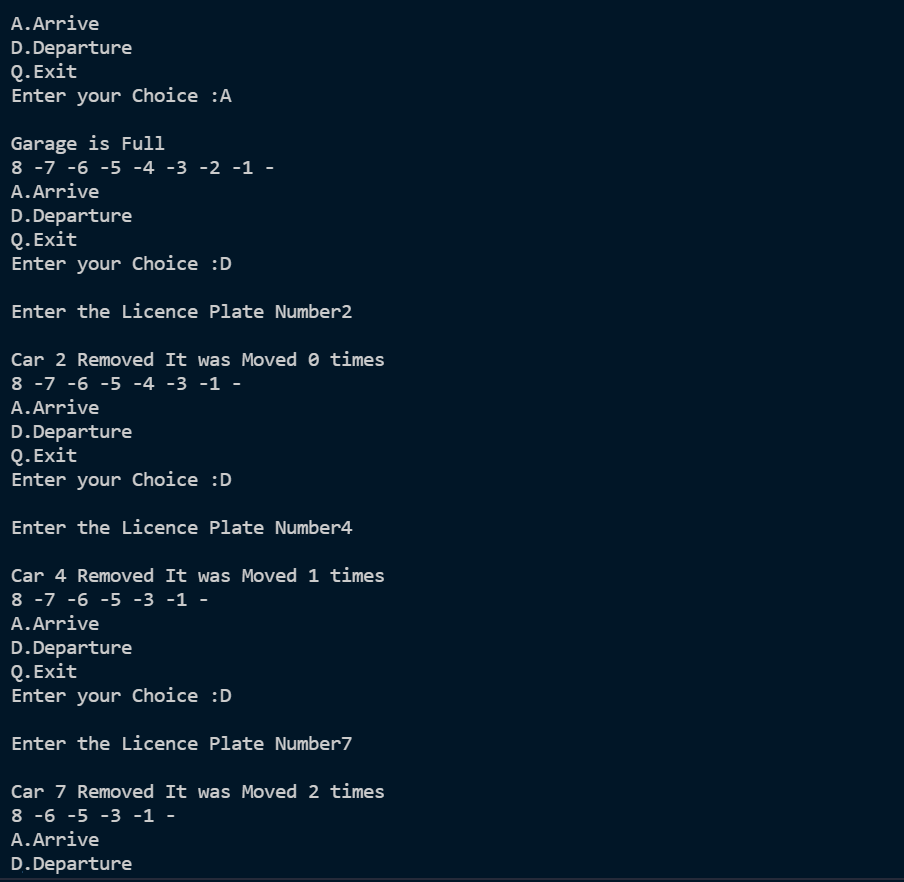 A.Arrive
D.Departure
Q.Exit
Enter your Choice :A
Garage is Full
8 -7 -6 -5 -4 -3 -2 -1 -
A.Arrive
D.Departure
Q.Exit
Enter your Choice :D
Enter the Licence Plate Number2
Car 2 Removed It was Moved 0 times
8 -7 -6 -5 -4 -3 -1 -
A.Arrive
D.Departure
Q.Exit
Enter your Choice :D
Enter the Licence Plate Number4
Car 4 Removed It was Moved 1 times
8 -7 -6 -5 -3 -1 -
A.Arrive
D.Departure
Q.Exit
Enter your Choice :D
Enter the Licence Plate Number7
Car 7 Removed It was Moved 2 times
8 -6 -5 -3 -1 -
A.Arrive
D.Departure